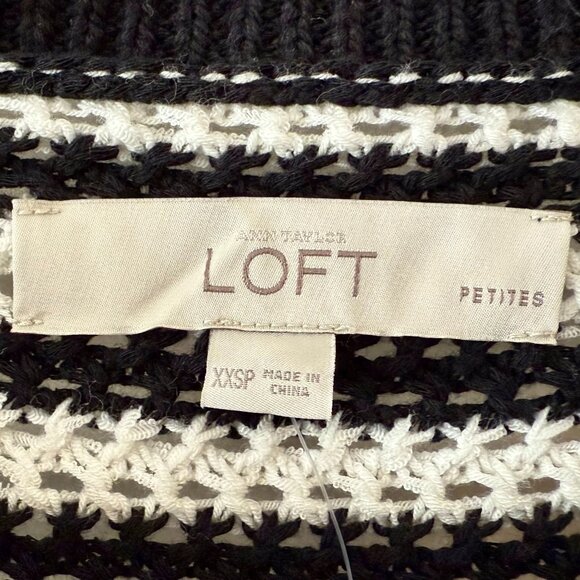 ANN TAYLOR
LOFT
PETITES
XXSP MADE IN
CHINA